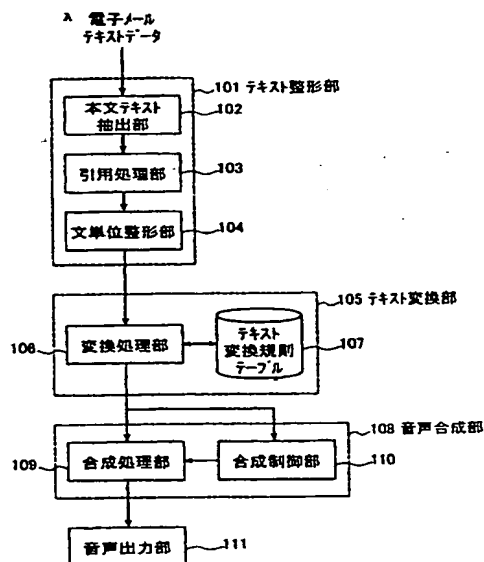 電子メール
テキストデータ
101 テキスト整形部
本文テキスト
抽出部
102
引用処理部
103
文単位整形部
104
105 テキスト変換部
106
変換処理部
テキスト
変換規則
テーブル
107
108 音声合成部
109
合成処理部
合成制御部
110
音声出力部
111